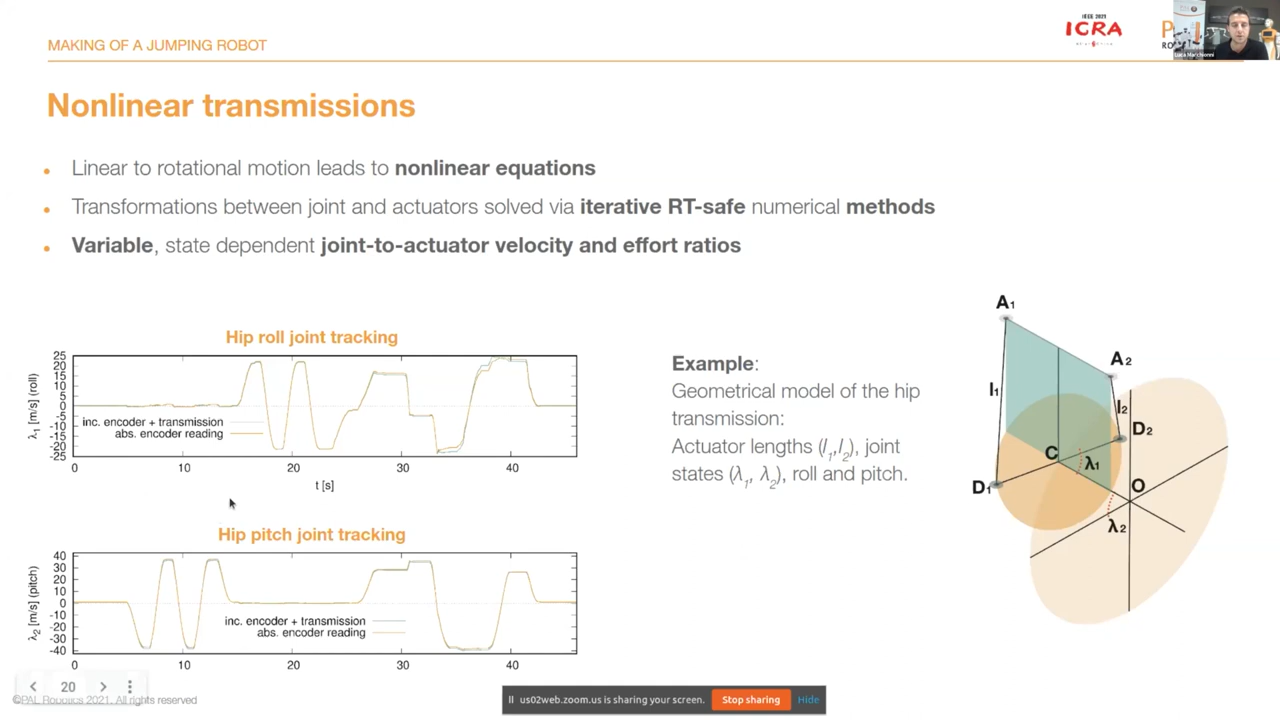 MAKING OF A JUMPING ROBOT
IEEE 2021
ICRA
P
RO
Luca Marchionni
Nonlinear transmissions
• Linear to rotational motion leads to nonlinear equations
• Transformations between joint and actuators solved via iterative RT-safe numerical methods
• Variable, state dependent joint-to-actuator velocity and effort ratios
Hip roll joint tracking
λ1 [m/s] (roll)
25
20
15
10
5
0
-5
-10
-15
-20
-25
inc. encoder + transmission
abs. encoder reading
0 10 20 30 40
t [s]
Hip pitch joint tracking
λ2 [m/s] (pitch)
40
30
20
10
0
-10
-20
-30
-40
inc. encoder + transmission
abs. encoder reading
0 10 20 30 40
Example:
Geometrical model of the hip
transmission:
Actuator lengths (l1,l2), joint
states (λ1, λ2), roll and pitch.
A1
A2
l1
l2
D2
C
λ1
D1
O
λ2
20
©PAL Robotics 2021. All rights reserved
us02web.zoom.us is sharing your screen.
Stop sharing
Hide